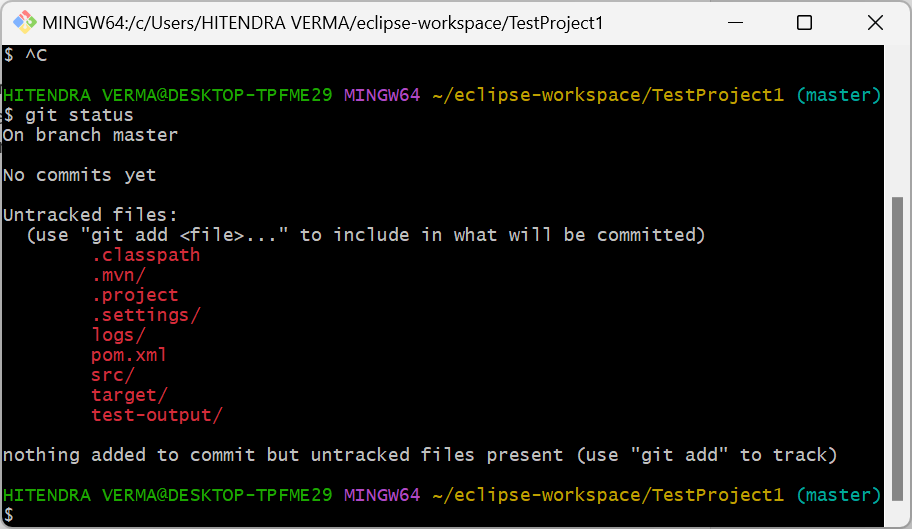 MINGW64:/c/Users/HITENDRA VERMA/eclipse-workspace/TestProject1
$ ^C
HITENDRA VERMA@DESKTOP-TPFME29 MINGW64 ~/eclipse-workspace/TestProject1 (master)
$ git status
On branch master
No commits yet
Untracked files:
(use "git add <file>..." to include in what will be committed)
.classpath
.mvn/
.project
.settings/
logs/
pom.xml
src/
target/
test-output/
nothing added to commit but untracked files present (use "git add" to track)
HITENDRA VERMA@DESKTOP-TPFME29 MINGW64 ~/eclipse-workspace/TestProject1 (master)
$